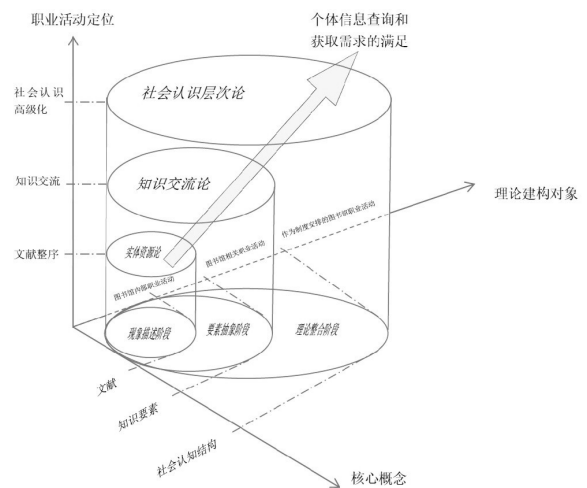 职业活动定位
个体信息查询和
获取需求的满足
社会认识
高级化
社会认识层次论
知识交流
知识交流论
理论建构对象
作为制度安排的图书馆职业活动
文献整序
实体资源论
图书馆相关职业活动
图书馆内部职业活动
现象描述阶段
要素抽象阶段
理论整合阶段
文献
知识要素
社会认知结构
核心概念